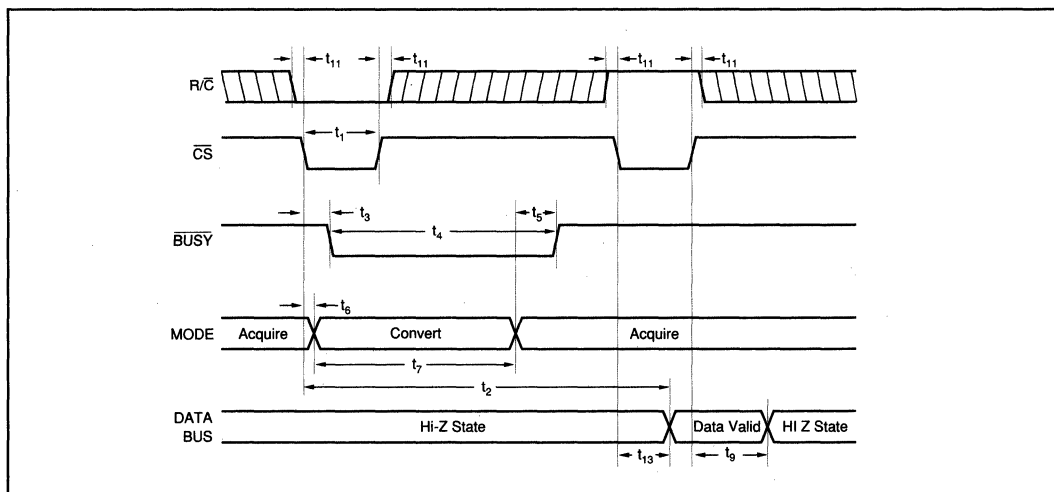 t11 t11 t11 t11
R/C̅
t1
C̅S̅
t3 t4 t5
B̅U̅S̅Y̅
t6
MODE Acquire Convert Acquire
t7
t2
DATA BUS Hi-Z State Data Valid HI Z State
t13 t9